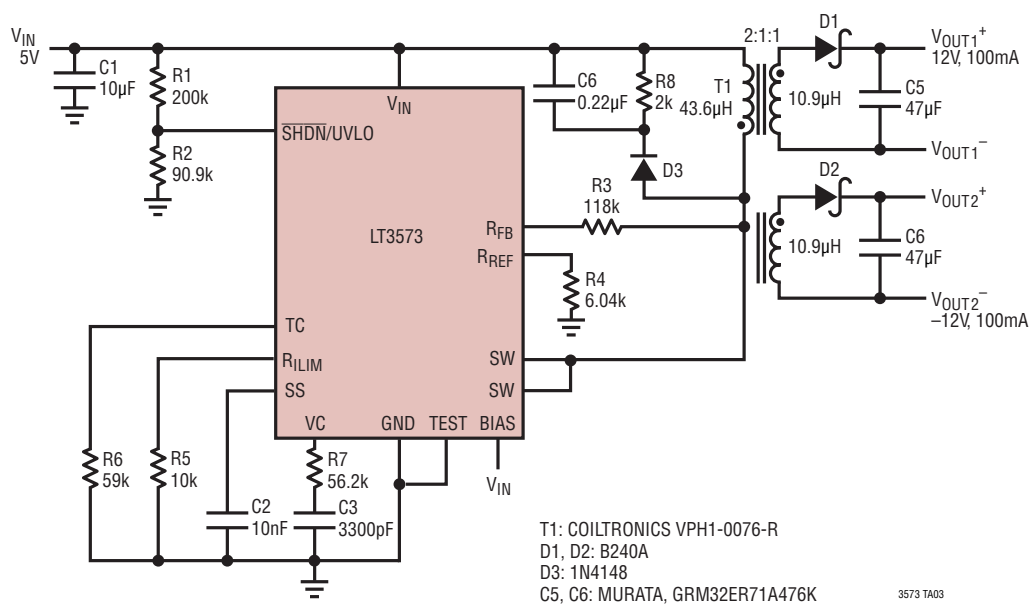 VIN
5V
C1
10µF
R1
200k
R2
90.9k
VIN
SHDN/UVLO
LT3573
RFB
RREF
TC
RILIM
SS
SW
SW
VC
GND
TEST
BIAS
VIN
C6
0.22µF
R8
2k
D3
R3
118k
R4
6.04k
T1
43.6µH
2:1:1
10.9µH
D1
C5
47µF
VOUT1+
12V, 100mA
VOUT1–
10.9µH
D2
C6
47µF
VOUT2+
VOUT2–
–12V, 100mA
R6
59k
R5
10k
C2
10nF
R7
56.2k
C3
3300pF
T1: COILTRONICS VPH1-0076-R
D1, D2: B240A
D3: 1N4148
C5, C6: MURATA, GRM32ER71A476K
3573 TA03